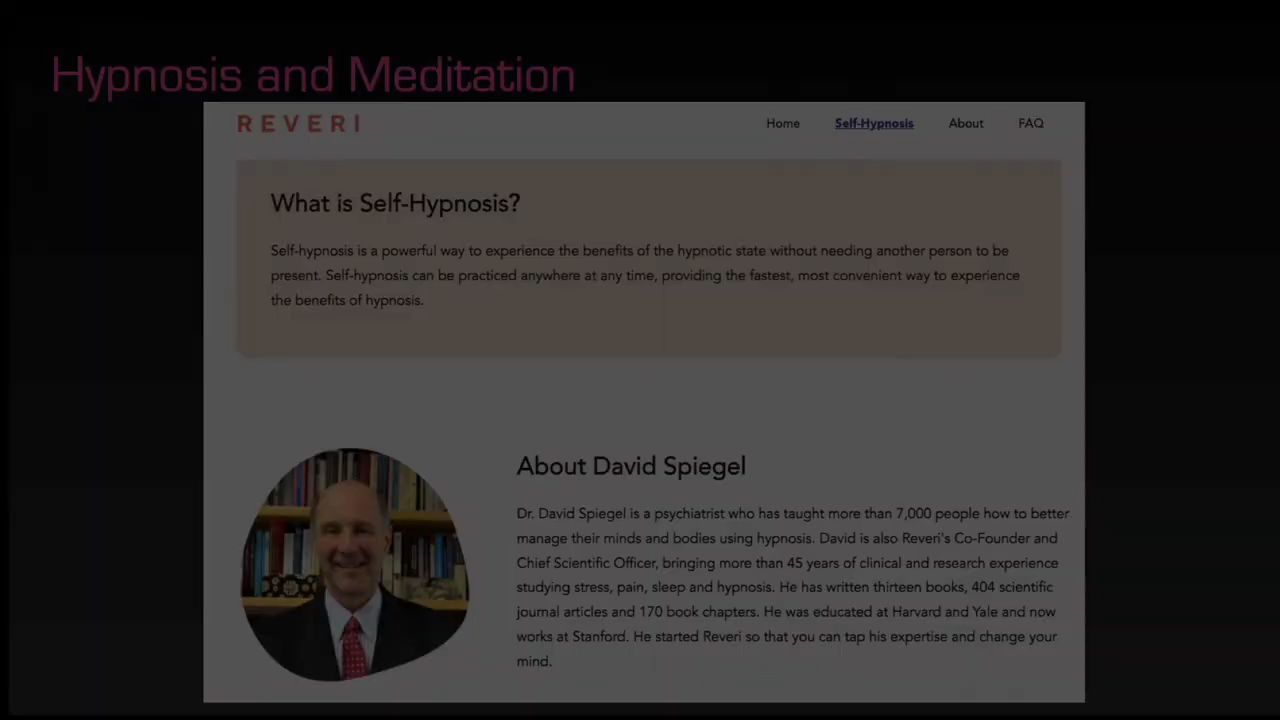 Hypnosis and Meditation
REVERI
Home Self-Hypnosis About FAQ
What is Self-Hypnosis?
Self-hypnosis is a powerful way to experience the benefits of the hypnotic state without needing another person to be
present. Self-hypnosis can be practiced anywhere at any time, providing the fastest, most convenient way to experience
the benefits of hypnosis.
About David Spiegel
Dr. David Spiegel is a psychiatrist who has taught more than 7,000 people how to better
manage their minds and bodies using hypnosis. David is also Reveri's Co-Founder and
Chief Scientific Officer, bringing more than 45 years of clinical and research experience
studying stress, pain, sleep and hypnosis. He has written thirteen books, 404 scientific
journal articles and 170 book chapters. He was educated at Harvard and Yale and now
works at Stanford. He started Reveri so that you can tap his expertise and change your
mind.